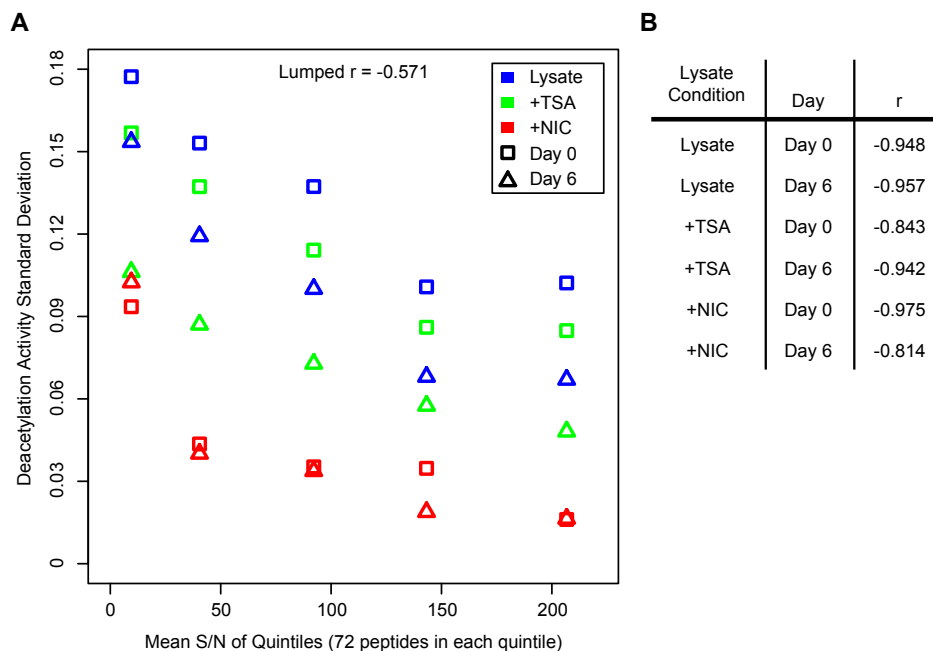 A
Lumped r = -0.571
Lysate
+TSA
+NIC
Day 0
Day 6
0.18
0.15
0.12
0.09
0.06
0.03
0
Deacetylation Activity Standard Deviation
0 50 100 150 200
Mean S/N of Quintiles (72 peptides in each quintile)
B
Lysate Condition Day r
Lysate Day 0 -0.948
Lysate Day 6 -0.957
+TSA Day 0 -0.843
+TSA Day 6 -0.942
+NIC Day 0 -0.975
+NIC Day 6 -0.814